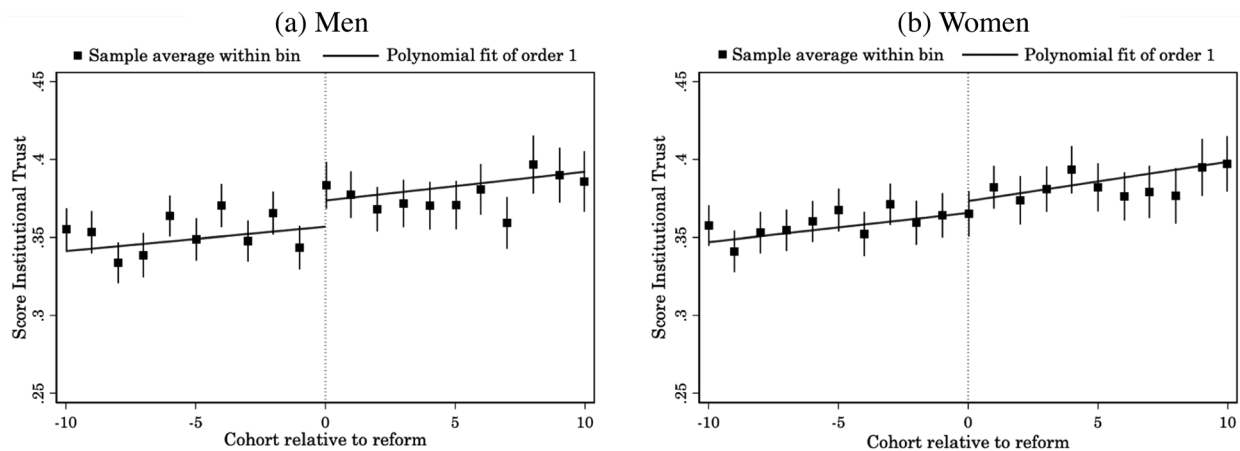 (a) Men
Sample average within bin Polynomial fit of order 1
Score Institutional Trust
.45
.4
.35
.3
.25
-10 -5 0 5 10
Cohort relative to reform
(b) Women
Sample average within bin Polynomial fit of order 1
Score Institutional Trust
.45
.4
.35
.3
.25
-10 -5 0 5 10
Cohort relative to reform